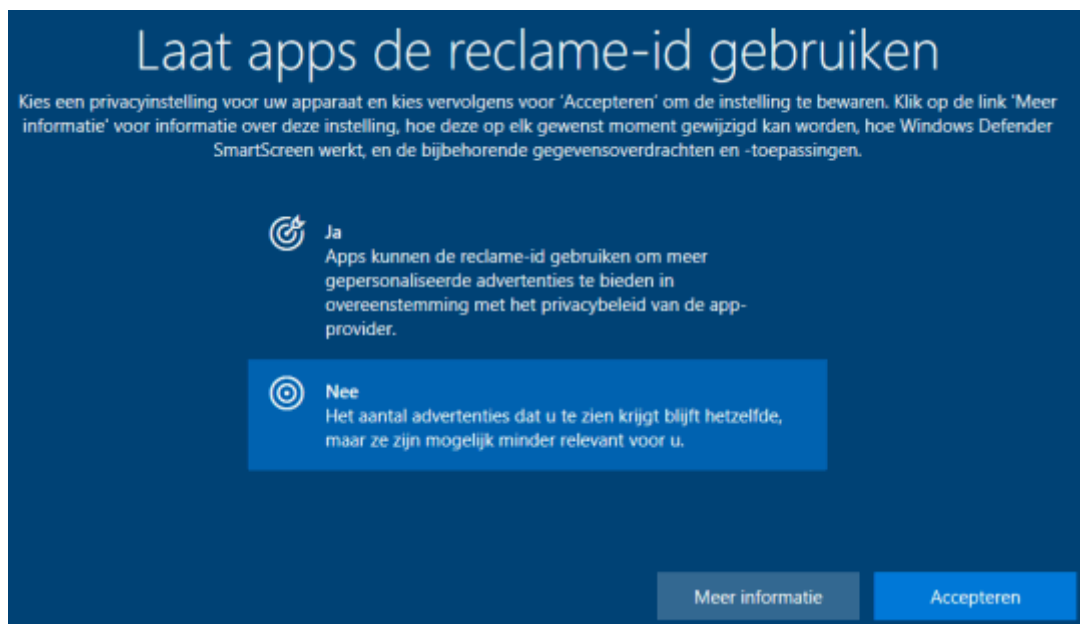 Laat apps de reclame-id gebruiken
Kies een privacyinstelling voor uw apparaat en kies vervolgens voor 'Accepteren' om de instelling te bewaren. Klik op de link 'Meer
informatie' voor informatie over deze instelling, hoe deze op elk gewenst moment gewijzigd kan worden, hoe Windows Defender
SmartScreen werkt, en de bijbehorende gegevensoverdrachten en -toepassingen.
Ja
Apps kunnen de reclame-id gebruiken om meer
gepersonaliseerde advertenties te bieden in
overeenstemming met het privacybeleid van de app-
provider.
Nee
Het aantal advertenties dat u te zien krijgt blijft hetzelfde,
maar ze zijn mogelijk minder relevant voor u.
Meer informatie
Accepteren